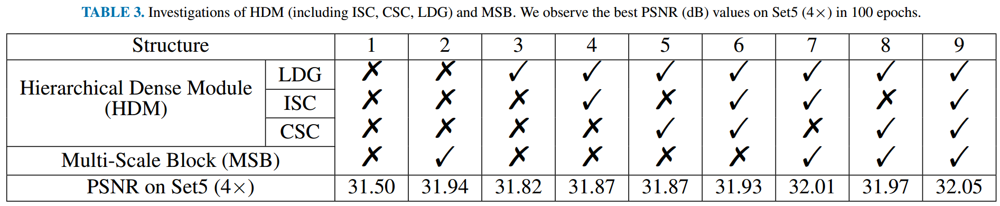 TABLE 3. Investigations of HDM (including ISC, CSC, LDG) and MSB. We observe the best PSNR (dB) values on Set5 (4×) in 100 epochs.
Structure 1 2 3 4 5 6 7 8 9
Hierarchical Dense Module
(HDM)
LDG ✗ ✗ ✓ ✓ ✓ ✓ ✓ ✓ ✓
ISC ✗ ✗ ✗ ✓ ✗ ✓ ✓ ✗ ✓
CSC ✗ ✗ ✗ ✗ ✓ ✓ ✗ ✓ ✓
Multi-Scale Block (MSB) ✗ ✓ ✗ ✗ ✗ ✗ ✓ ✓ ✓
PSNR on Set5 (4×) 31.50 31.94 31.82 31.87 31.87 31.93 32.01 31.97 32.05